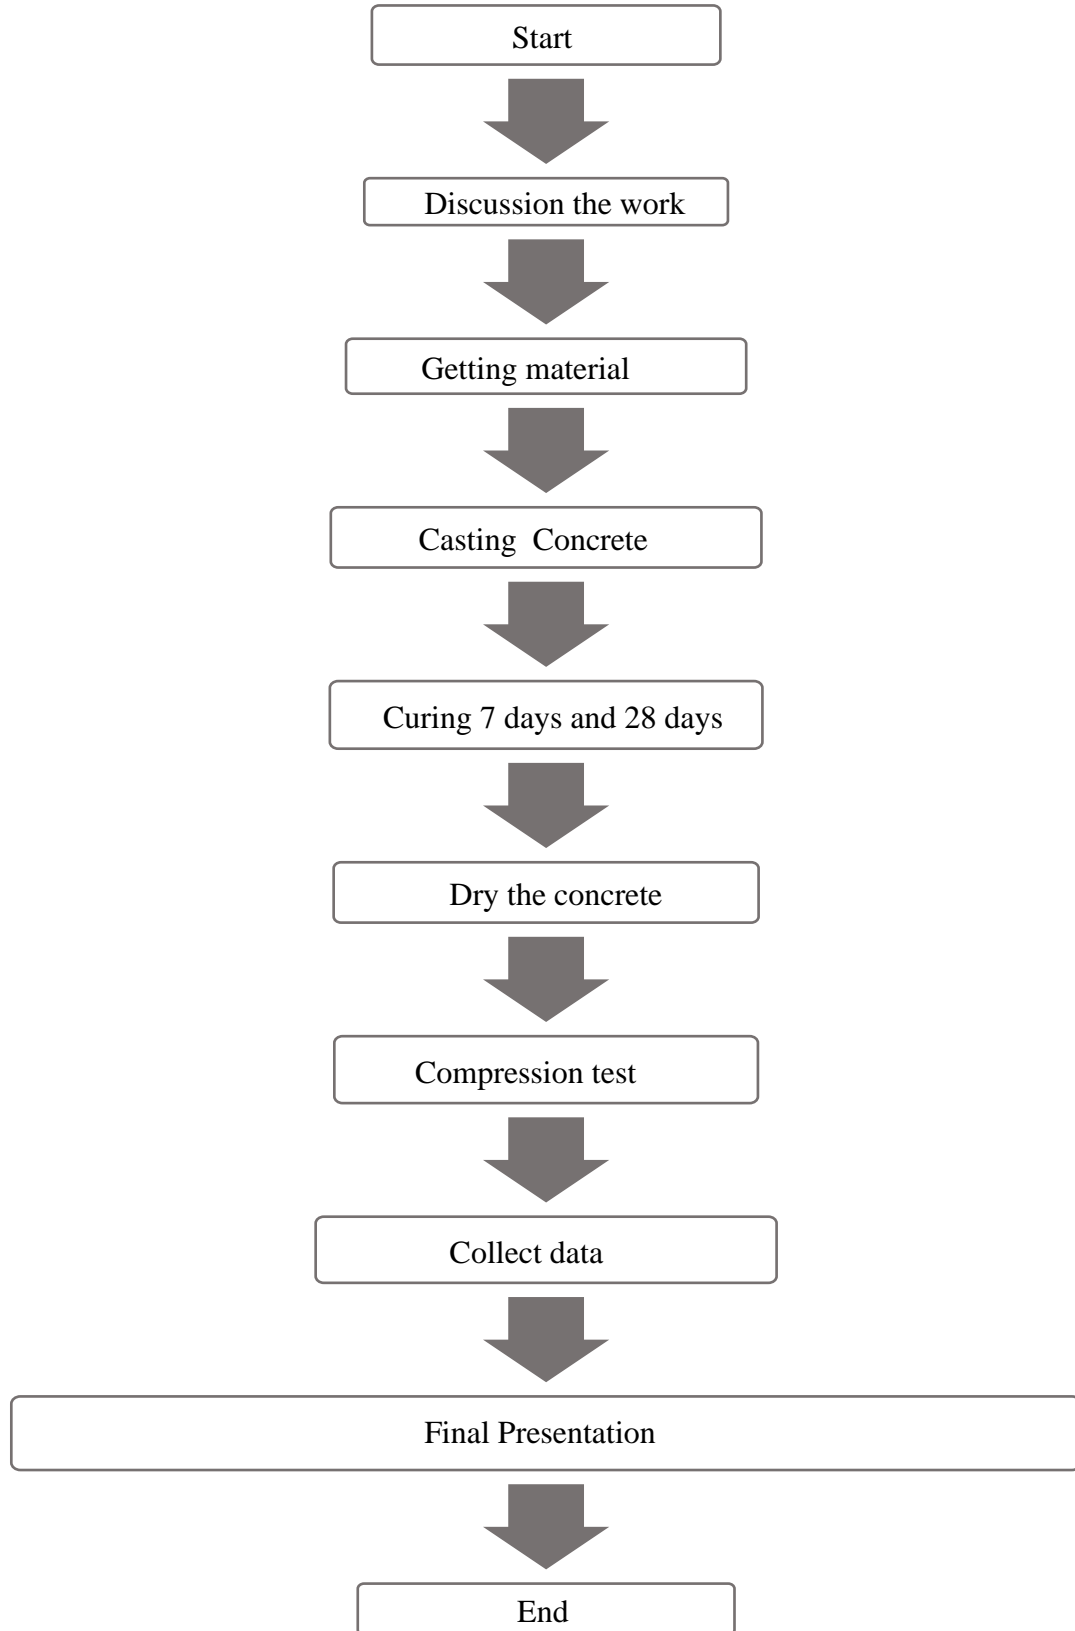 Start
Discussion the work
Getting material
Casting  Concrete
Curing 7 days and 28 days
Dry the concrete
Compression test
Collect data
Final Presentation
End